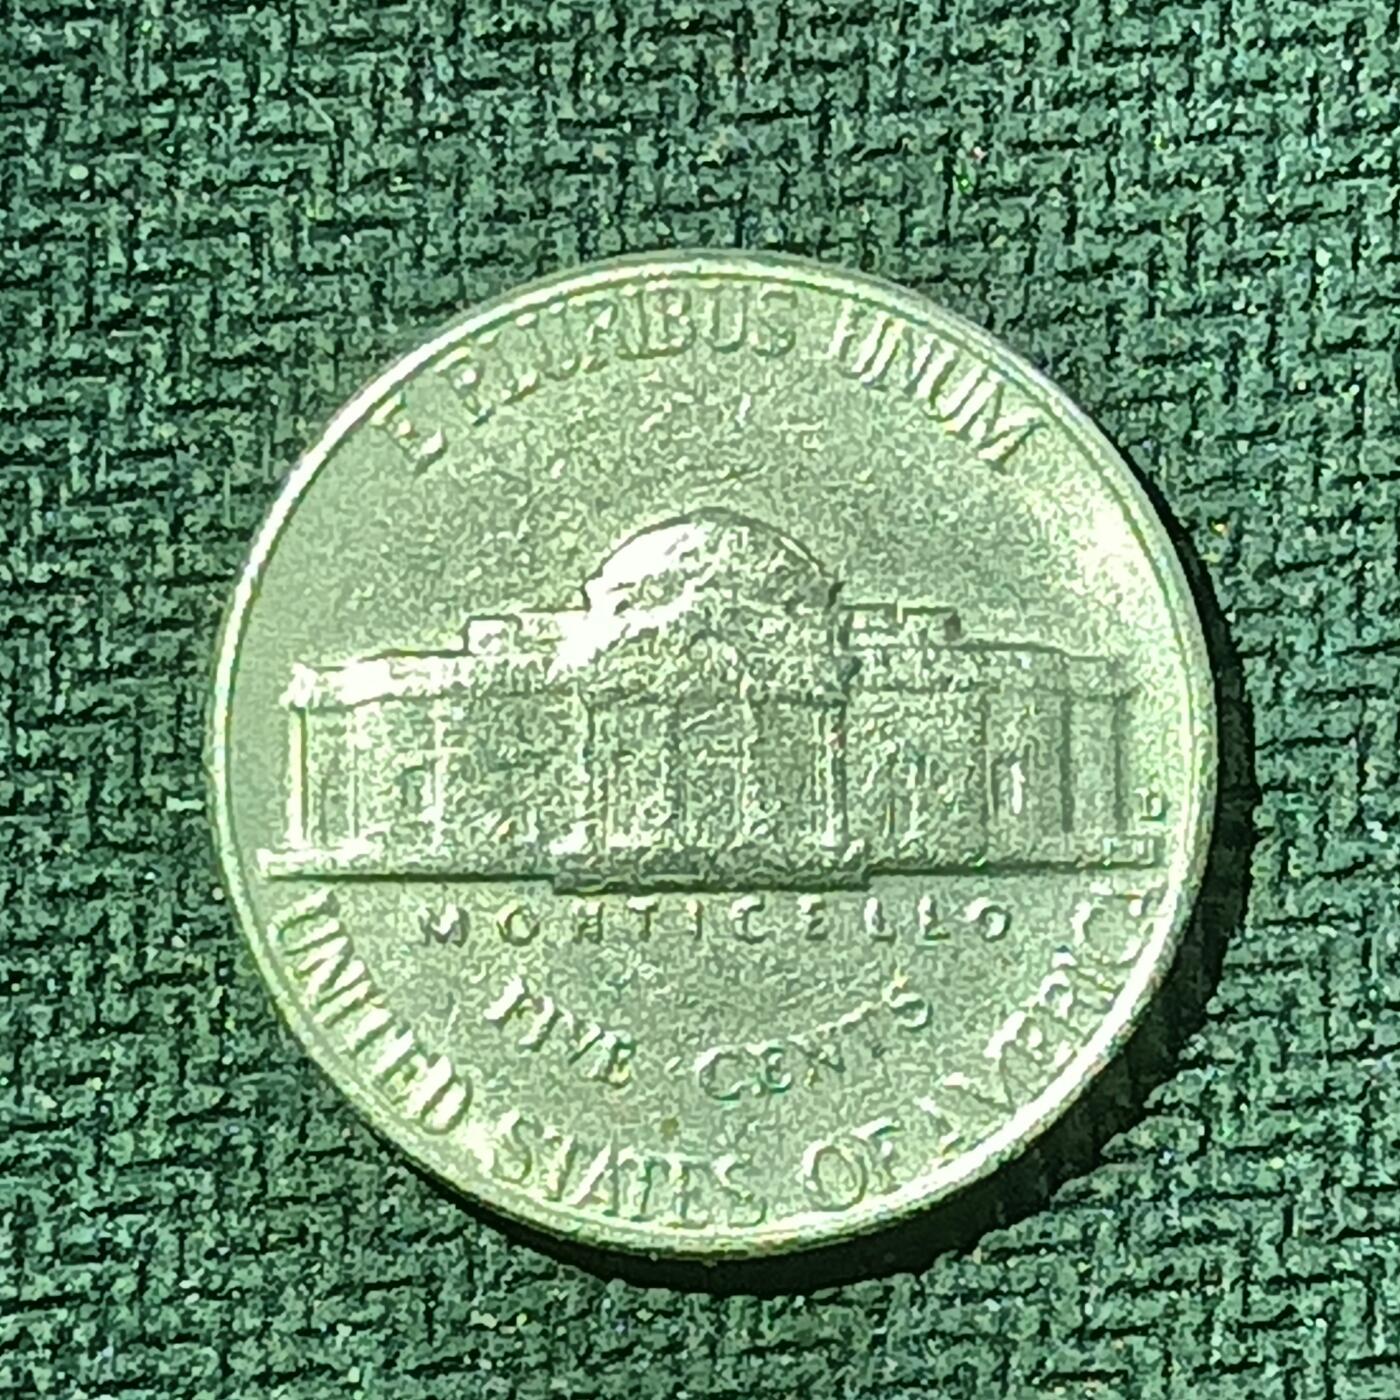 E PLURIBUS UNUM
D
MONTICELLO
FIVE CENTS
UNITED STATES OF AMERICA